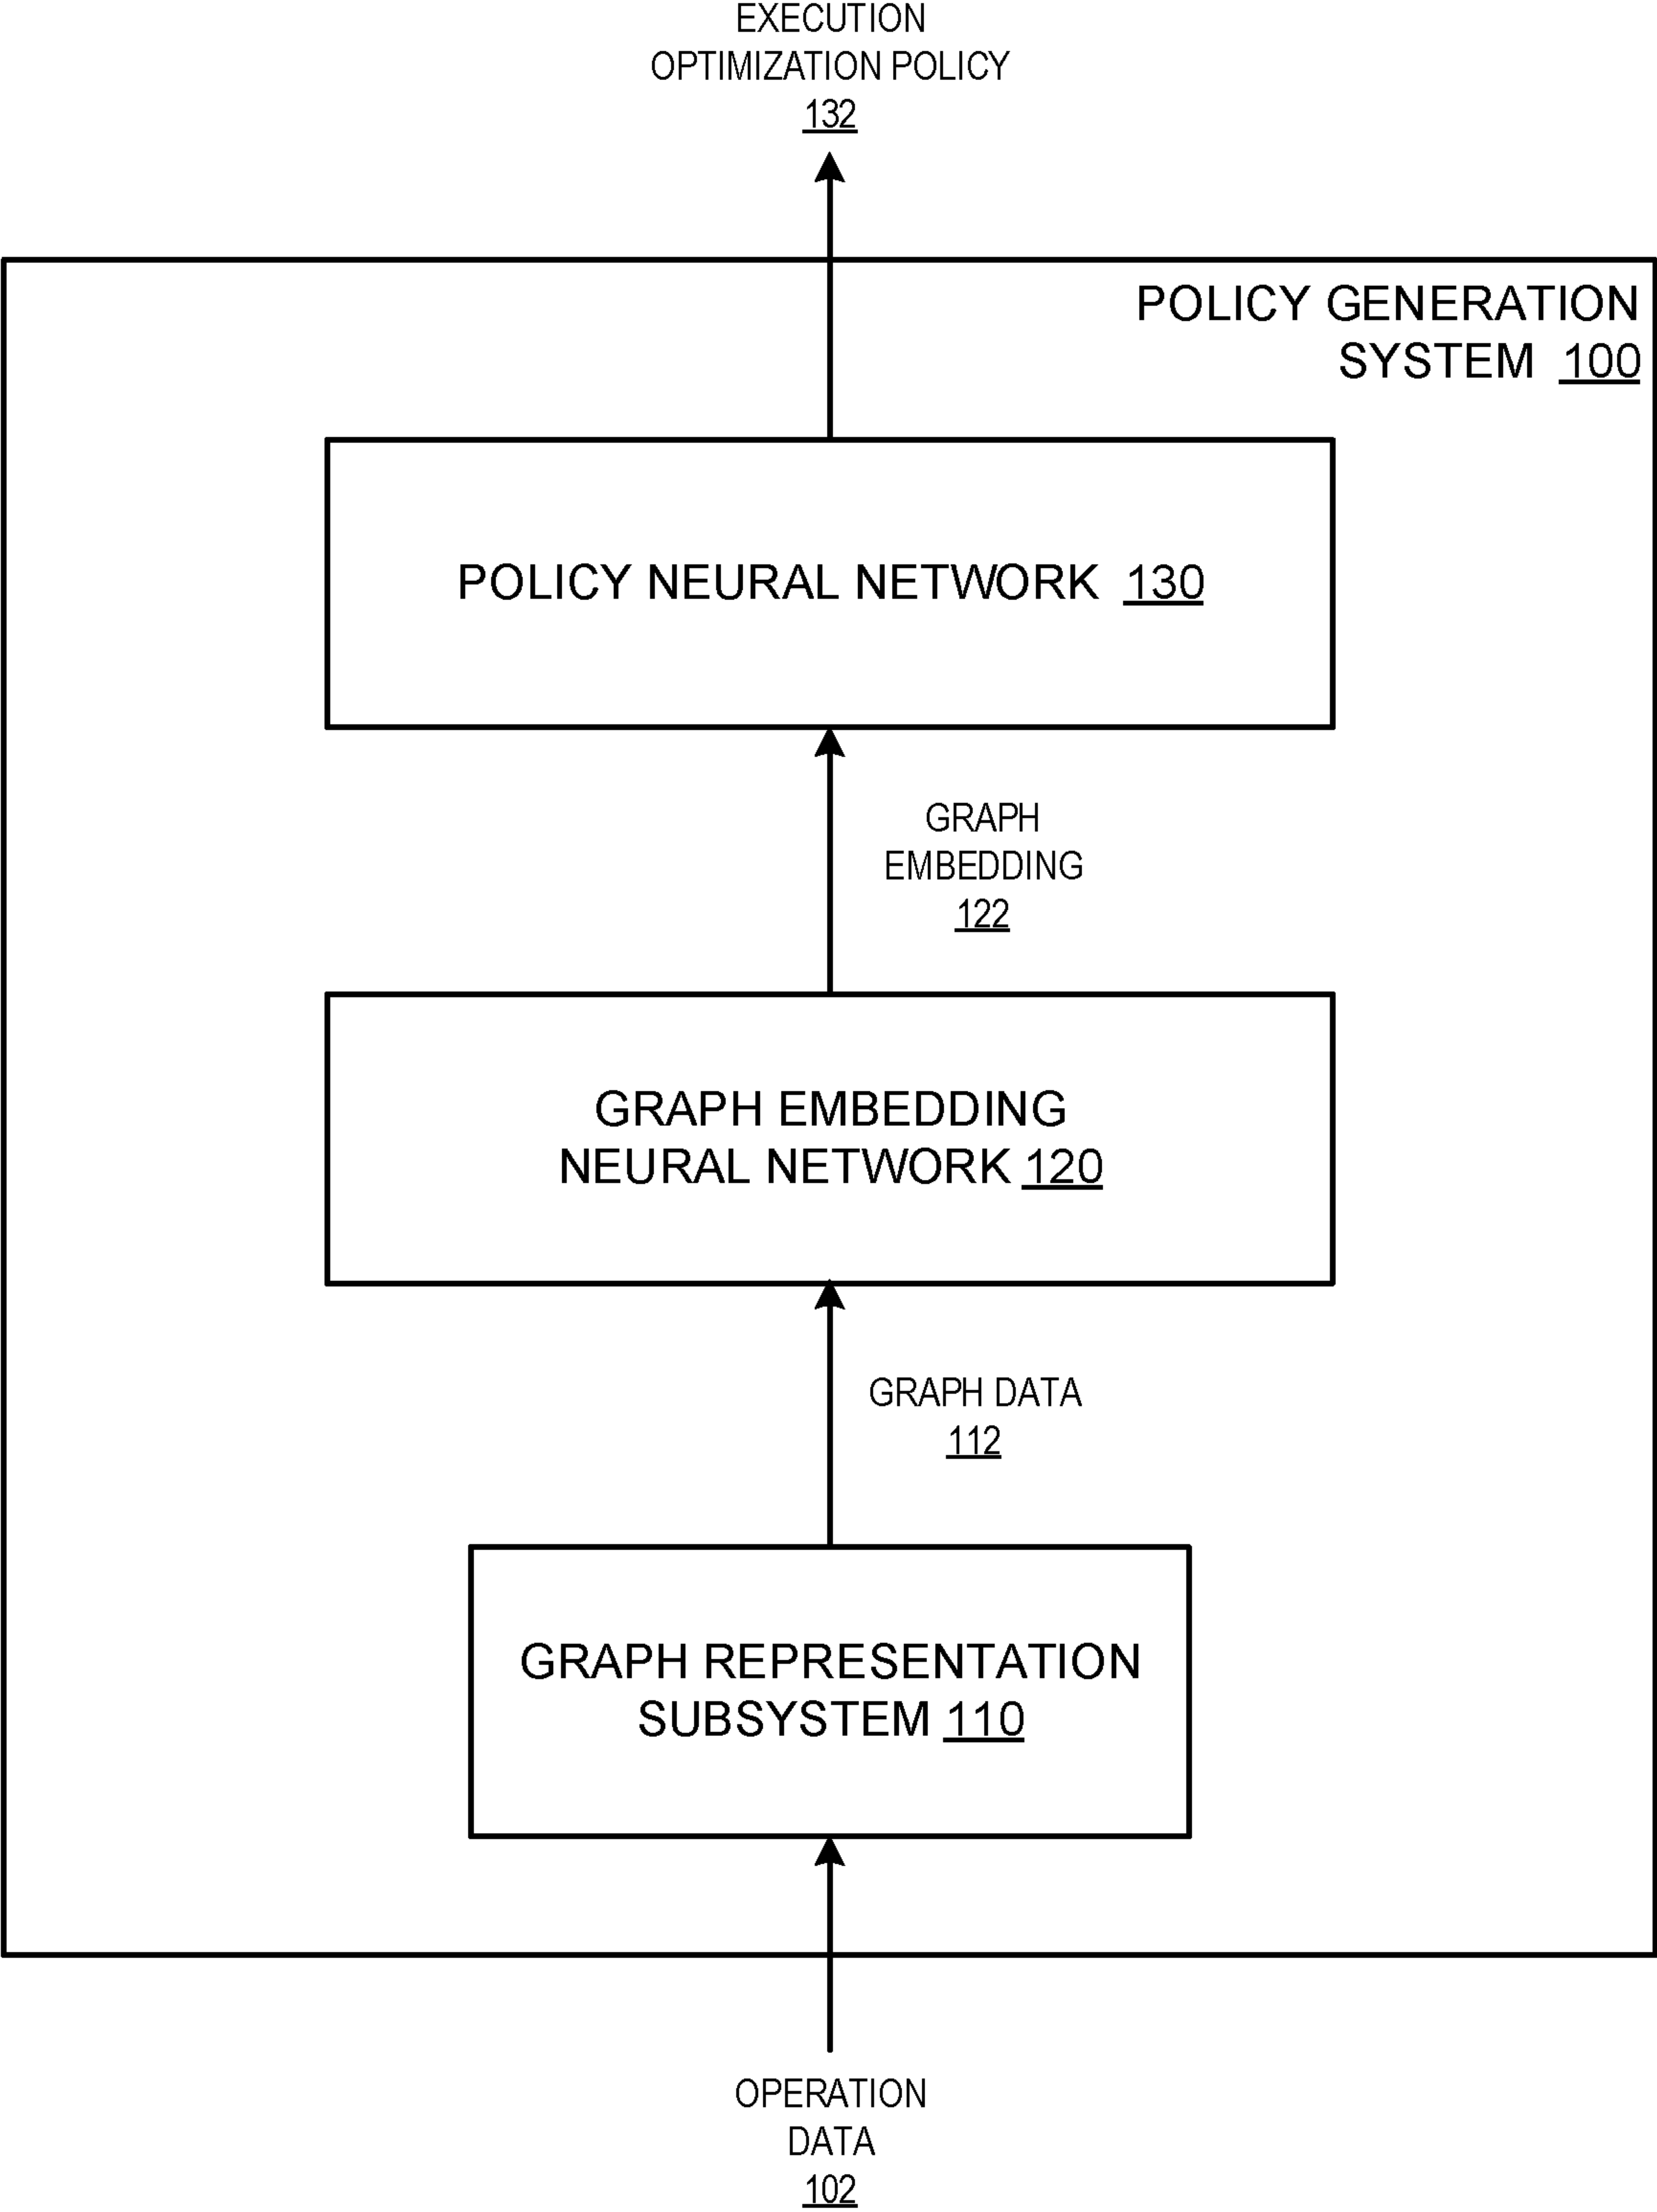 EXECUTION
OPTIMIZATION POLICY
132
POLICY GENERATION
SYSTEM 100
POLICY NEURAL NETWORK 130
GRAPH
EMBEDDING
122
GRAPH EMBEDDING
NEURAL NETWORK 120
GRAPH DATA
112
GRAPH REPRESENTATION
SUBSYSTEM 110
OPERATION
DATA
102